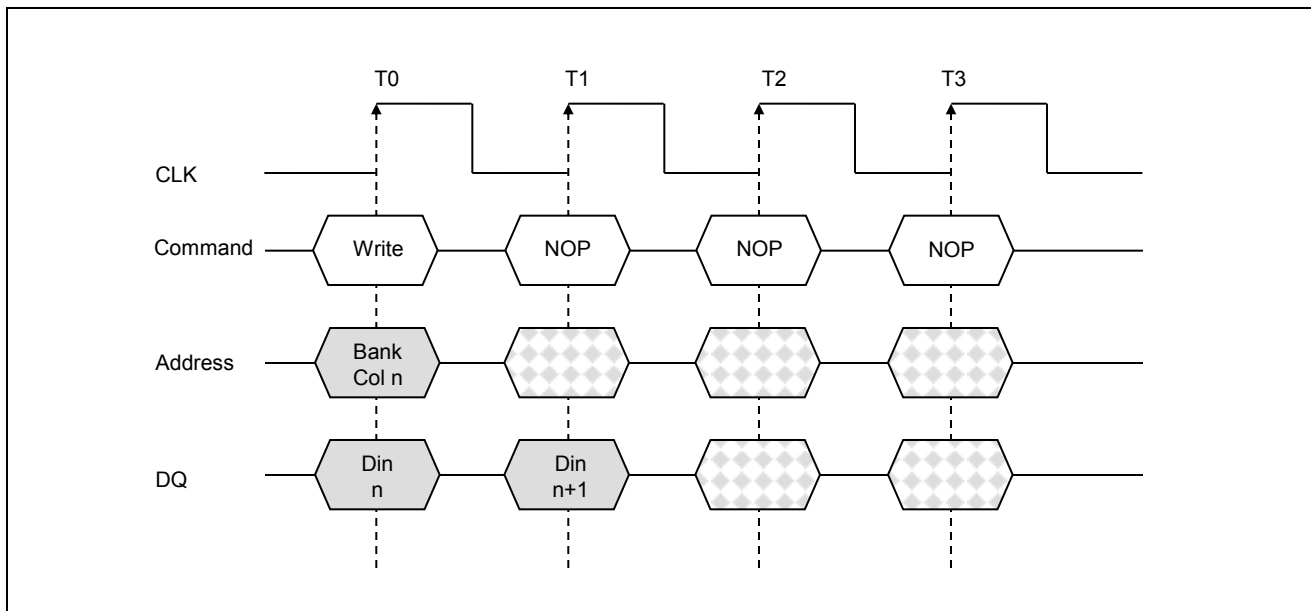 T0 T1 T2 T3
CLK
Command Write NOP NOP NOP
Address Bank
Col n
DQ Din Din
n n+1